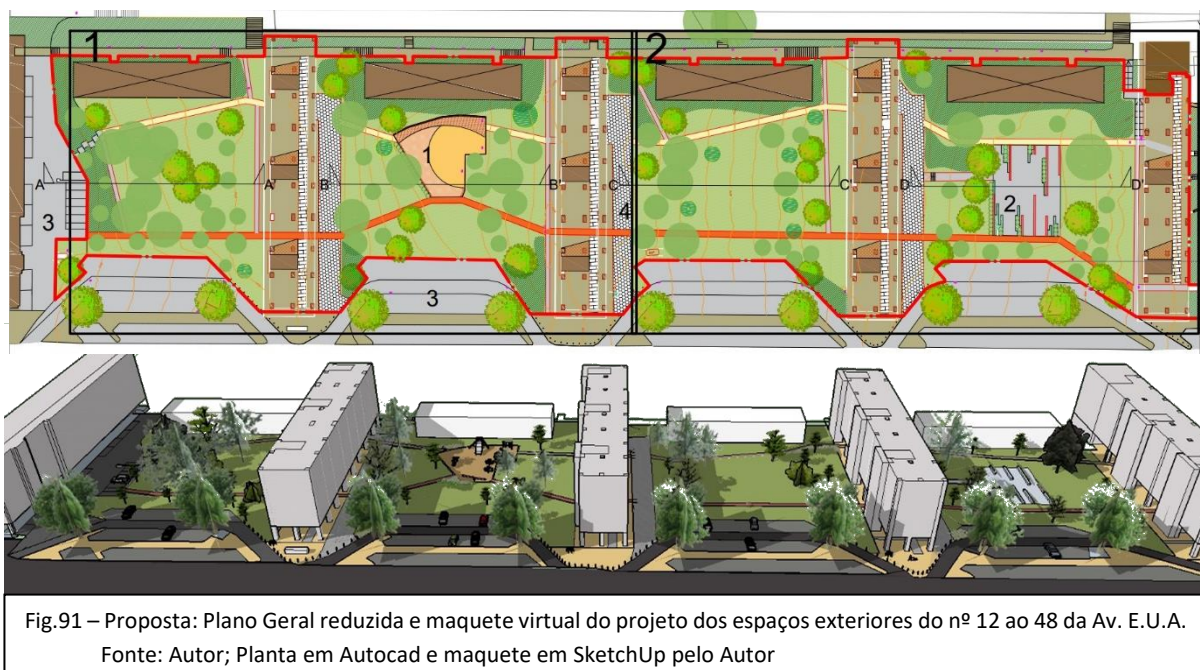 1
2
1
2
A
A
B
B
C
C
D
D
3
4
3
Fig.91 – Proposta: Plano Geral reduzida e maquete virtual do projeto dos espaços exteriores do nº 12 ao 48 da Av. E.U.A.
Fonte: Autor; Planta em Autocad e maquete em SketchUp pelo Autor